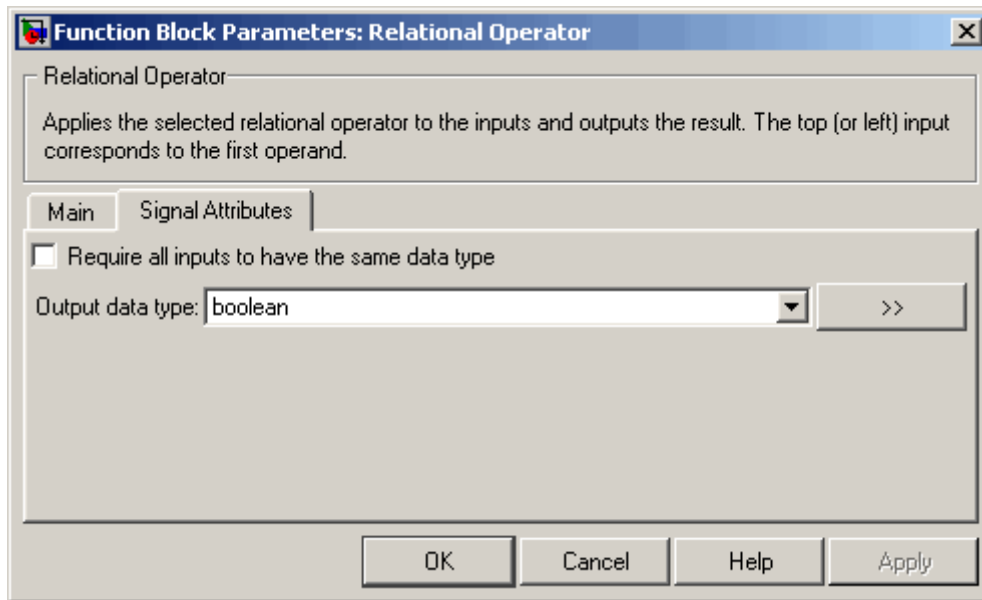 Function Block Parameters: Relational Operator
Relational Operator
Applies the selected relational operator to the inputs and outputs the result. The top (or left) input
corresponds to the first operand.
Main Signal Attributes
Require all inputs to have the same data type
Output data type: boolean >>
OK Cancel Help Apply